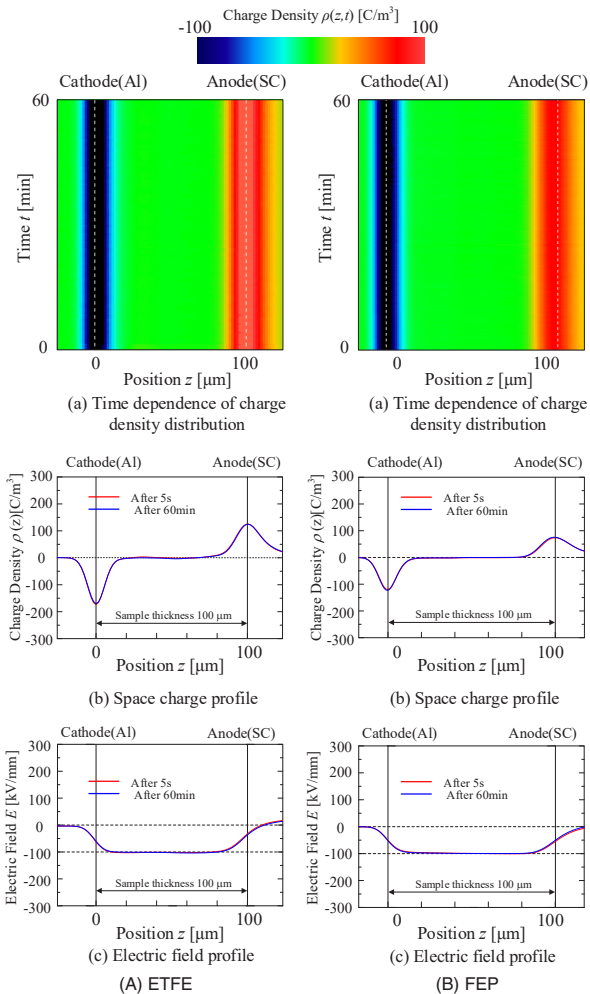 Charge Density ρ(z,t) [C/m³]
-100
100
Cathode(Al)
Anode(SC)
60
Time t [min]
0
0
100
Position z [μm]
(a) Time dependence of charge
density distribution
Cathode(Al)
Anode(SC)
60
Time t [min]
0
0
100
Position z [μm]
(a) Time dependence of charge
density distribution
Cathode(Al)
Anode(SC)
Charge Density ρ (z)[C/m³]
300
200
100
0
-100
-200
-300
After 5s
After 60min
Sample thickness 100 μm
0
100
Position z [μm]
(b) Space charge profile
Cathode(Al)
Anode(SC)
Charge Density ρ (z)[C/m³]
300
200
100
0
-100
-200
-300
After 5s
After 60min
Sample thickness 100 μm
0
100
Position z [μm]
(b) Space charge profile
Cathode(Al)
Anode(SC)
Electric Field E [kV/mm]
300
200
100
0
-100
-200
-300
After 5s
After 60min
Sample thickness 100 μm
0
100
Position z [μm]
(c) Electric field profile
(A) ETFE
Cathode(Al)
Anode(SC)
Electric Field E [kV/mm]
300
200
100
0
-100
-200
-300
After 5s
After 60min
Sample thickness 100 μm
0
100
Position z [μm]
(c) Electric field profile
(B) FEP